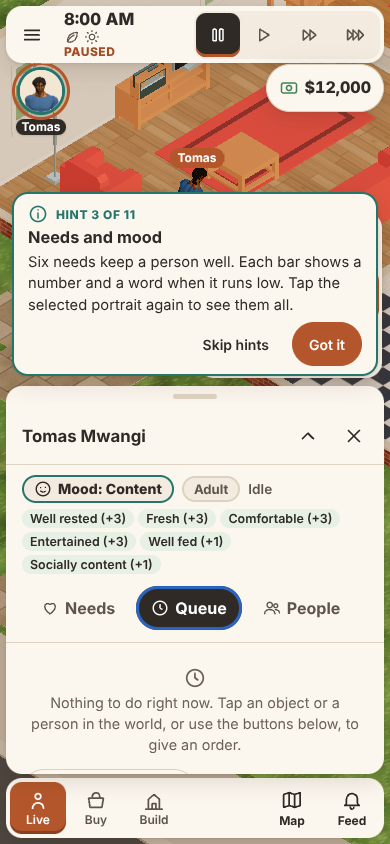 8:00 AM
PAUSED
$12,000
Tomas
Tomas
HINT 3 OF 11
Needs and mood
Six needs keep a person well. Each bar shows a
number and a word when it runs low. Tap the
selected portrait again to see them all.
Skip hints
Got it
Tomas Mwangi
Mood: Content
Adult
Idle
Well rested (+3)
Fresh (+3)
Comfortable (+3)
Entertained (+3)
Well fed (+1)
Socially content (+1)
Needs
Queue
People
Nothing to do right now. Tap an object or a
person in the world, or use the buttons below, to
give an order.
Live
Buy
Build
Map
Feed